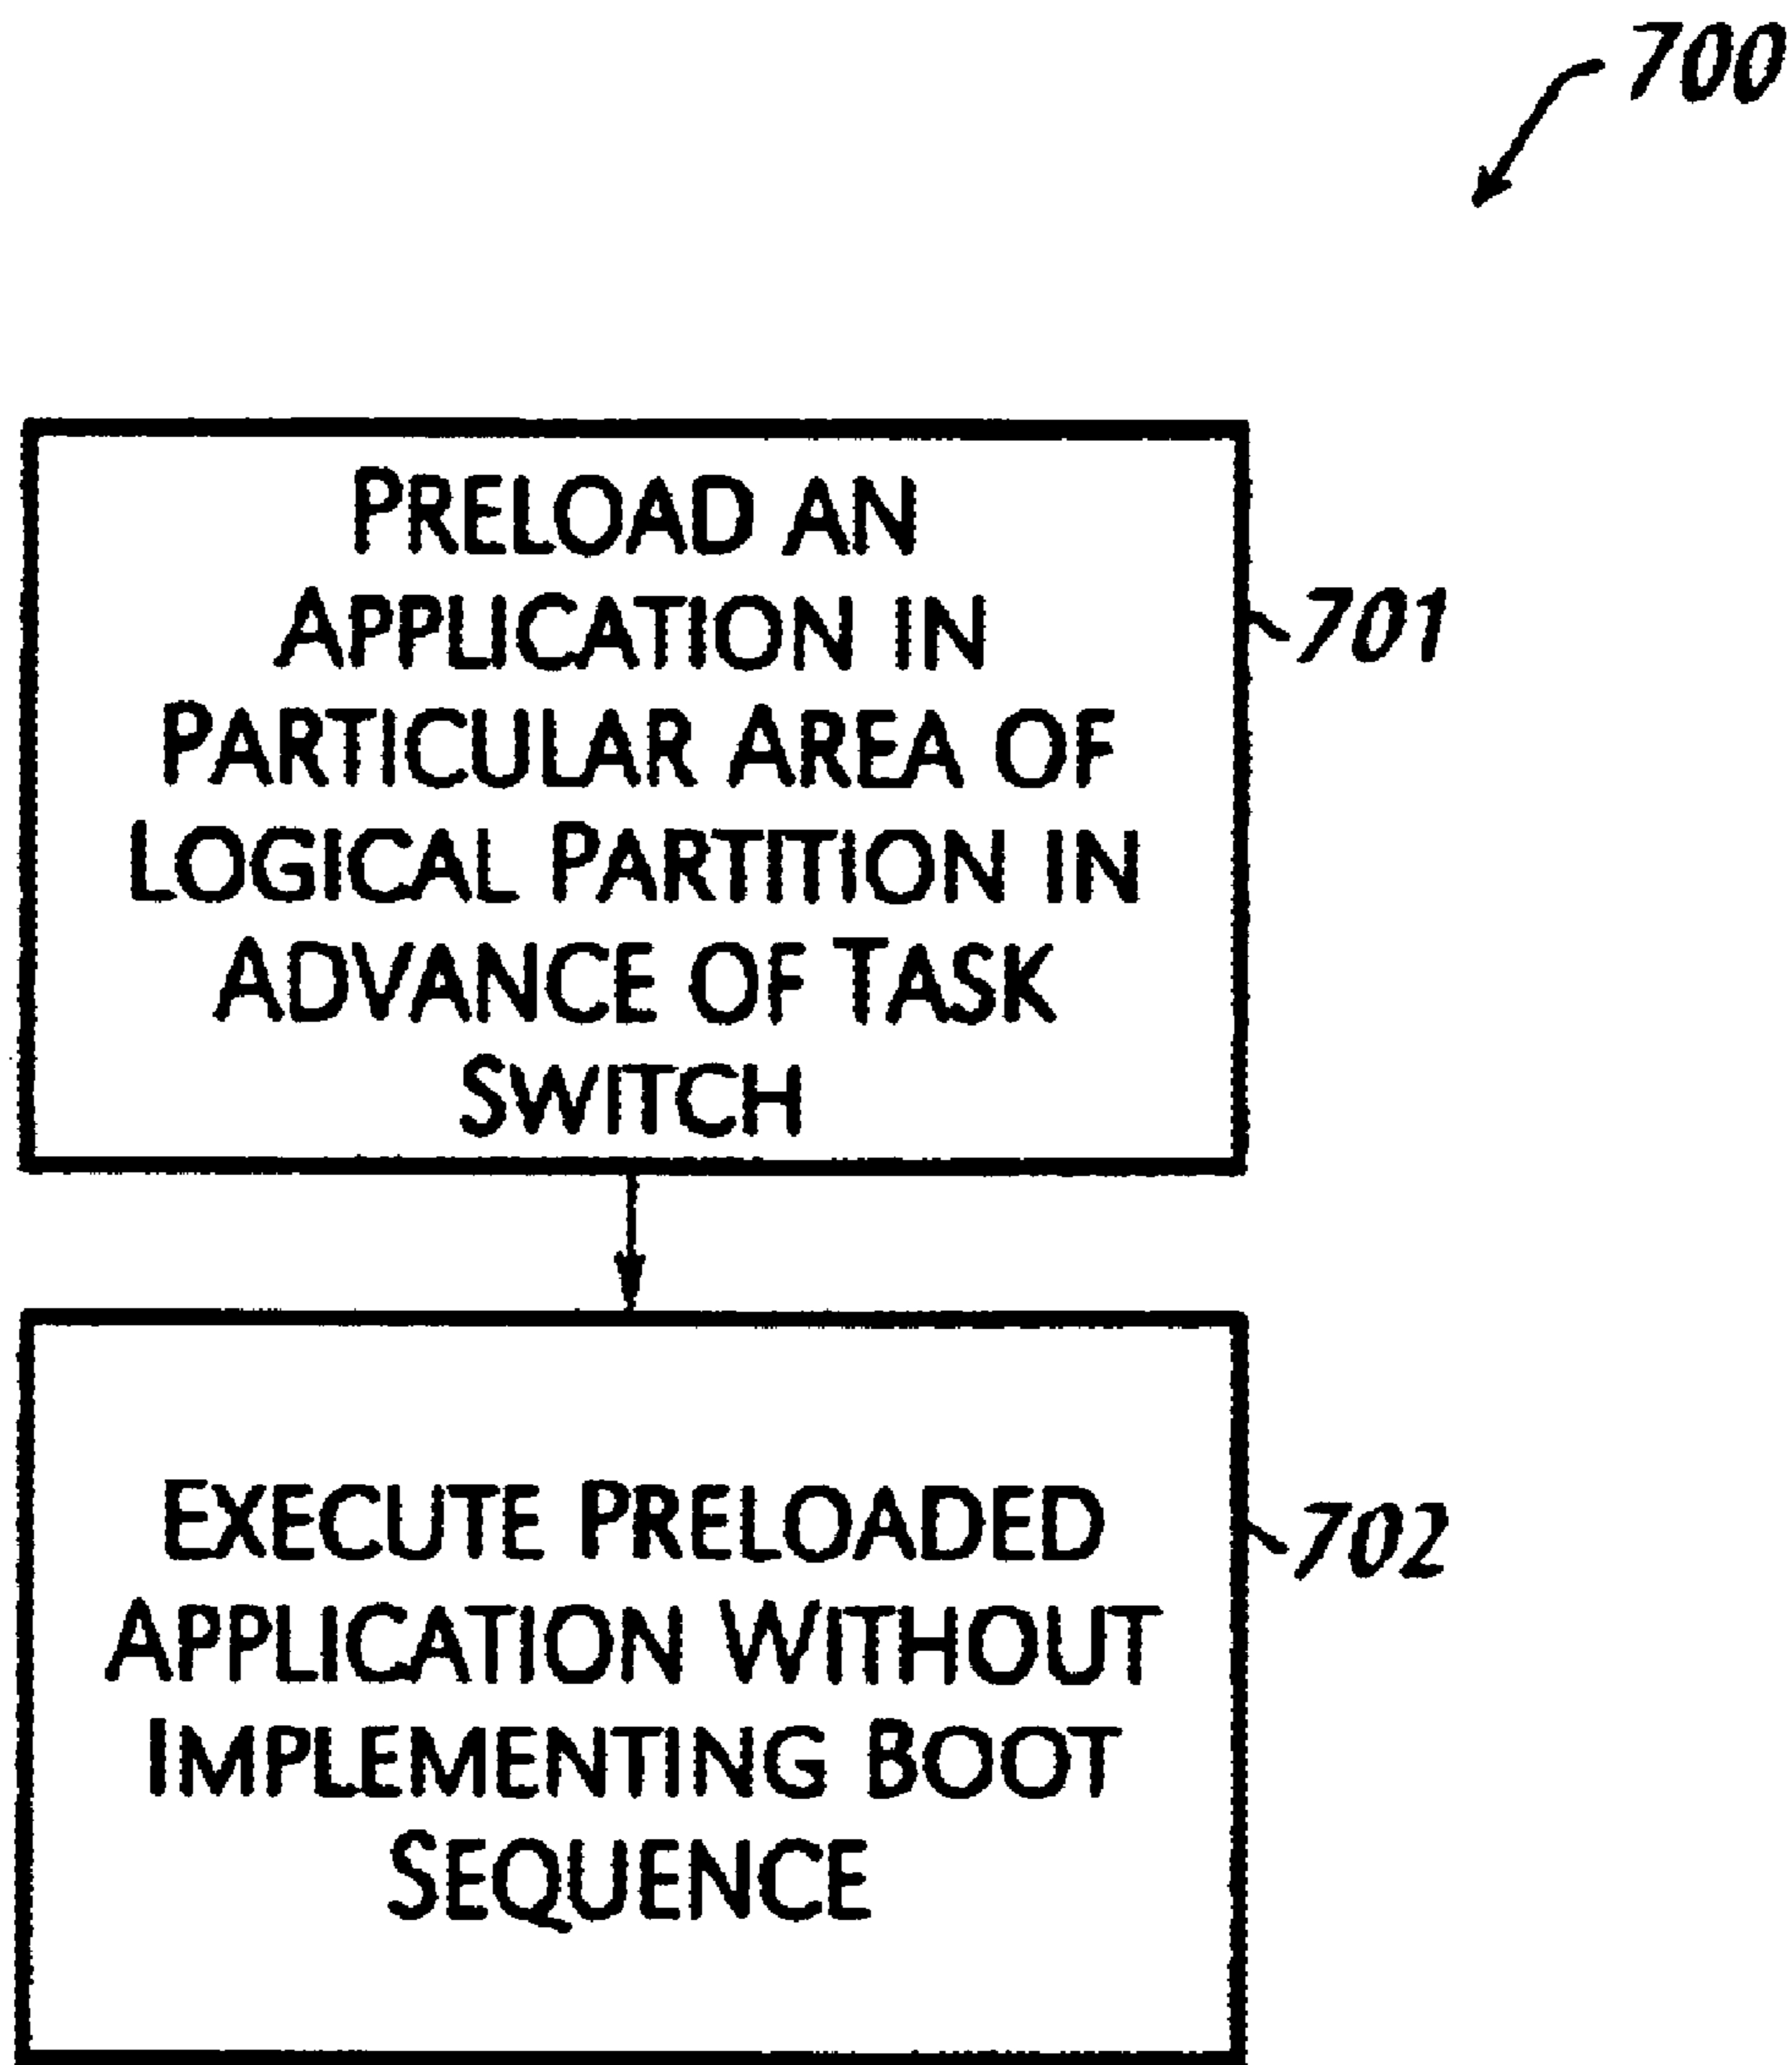 700
PRELOAD AN
APPLICATION IN
PARTICULAR AREA OF
LOGICAL PARTITION IN
ADVANCE OF TASK
SWITCH
701
EXECUTE PRELOADED
APPLICATION WITHOUT
IMPLEMENTING BOOT
SEQUENCE
702